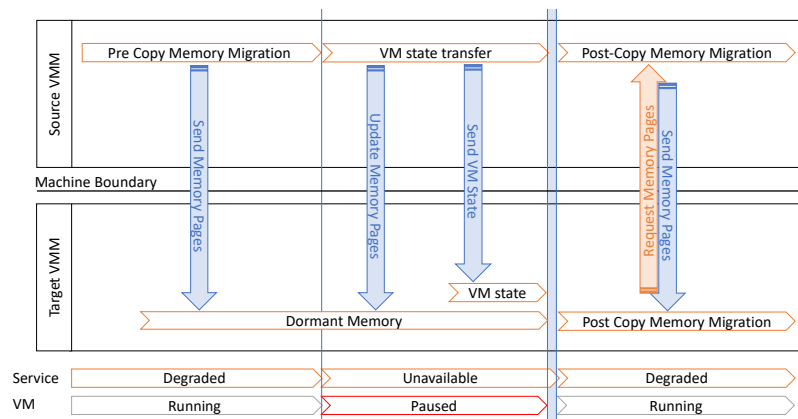 Source VMM
Pre Copy Memory Migration
VM state transfer
Post-Copy Memory Migration
Send Memory Pages
Update Memory Pages
Send VM State
Request Memory Pages
Send Memory Pages
Machine Boundary
Target VMM
VM state
Dormant Memory
Post Copy Memory Migration
Service
Degraded
Unavailable
Degraded
VM
Running
Paused
Running